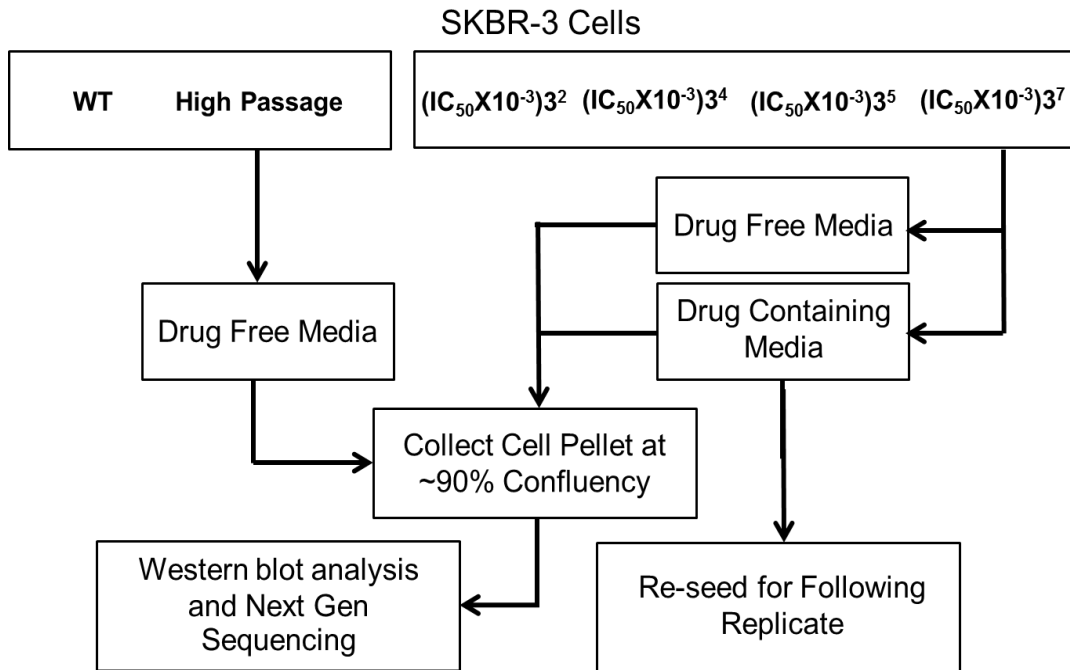 SKBR-3 Cells
WT High Passage
(IC₅₀X10⁻³)3² (IC₅₀X10⁻³)3⁴ (IC₅₀X10⁻³)3⁵ (IC₅₀X10⁻³)3⁷
Drug Free Media
Drug Free Media
Drug Containing
Media
Collect Cell Pellet at
~90% Confluency
Western blot analysis
and Next Gen
Sequencing
Re-seed for Following
Replicate